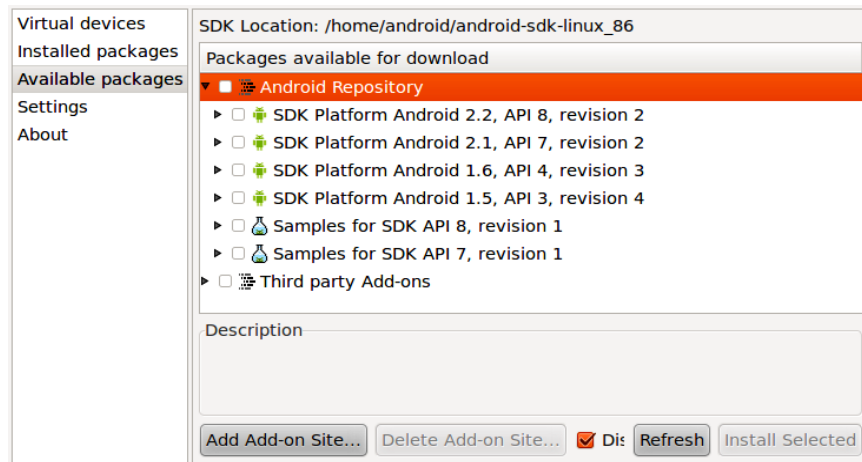 Virtual devices
Installed packages
Available packages
Settings
About
SDK Location: /home/android/android-sdk-linux_86
Packages available for download
Android Repository
SDK Platform Android 2.2, API 8, revision 2
SDK Platform Android 2.1, API 7, revision 2
SDK Platform Android 1.6, API 4, revision 3
SDK Platform Android 1.5, API 3, revision 4
Samples for SDK API 8, revision 1
Samples for SDK API 7, revision 1
Third party Add-ons
Description
Add Add-on Site... Delete Add-on Site... Dis Refresh Install Selected